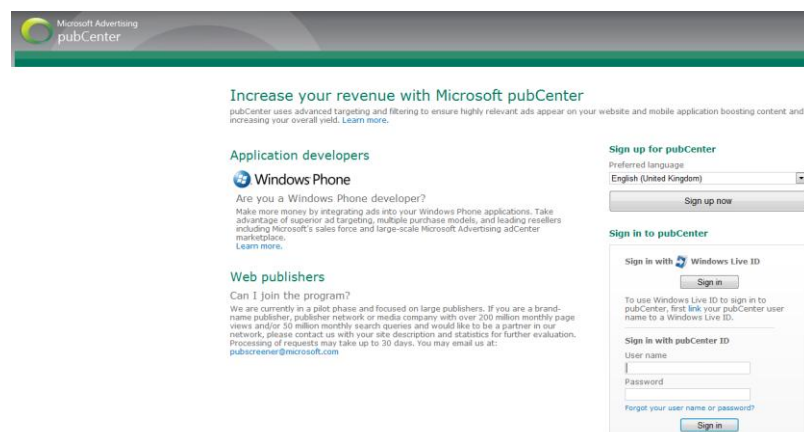 Microsoft Advertising
pubCenter
Increase your revenue with Microsoft pubCenter
pubCenter uses advanced targeting and filtering to ensure highly relevant ads appear on your website and mobile application boosting content and
increasing your overall yield. Learn more.
Application developers
Windows Phone
Are you a Windows Phone developer?
Make more money by integrating ads into your Windows Phone applications. Take
advantage of superior ad targeting, multiple purchase models, and leading resellers
including Microsoft's sales force and large-scale Microsoft Advertising adCenter
marketplace.
Learn more.
Web publishers
Can I join the program?
We are currently in a pilot phase and focused on large publishers. If you are a brand-
name publisher, publisher network or media company with over 200 million monthly page
views and/or 50 million monthly search queries and would like to be a partner in our
network, please contact us with your site description and statistics for further evaluation.
Processing of requests may take up to 30 days. You may email us at:
pubscreener@microsoft.com
Sign up for pubCenter
Preferred language
English (United Kingdom)
Sign up now
Sign in to pubCenter
Sign in with Windows Live ID
Sign in
To use Windows Live ID to sign in to
pubCenter, first link your pubCenter user
name to a Windows Live ID.
Sign in with pubCenter ID
User name
Password
Forgot your user name or password?
Sign in